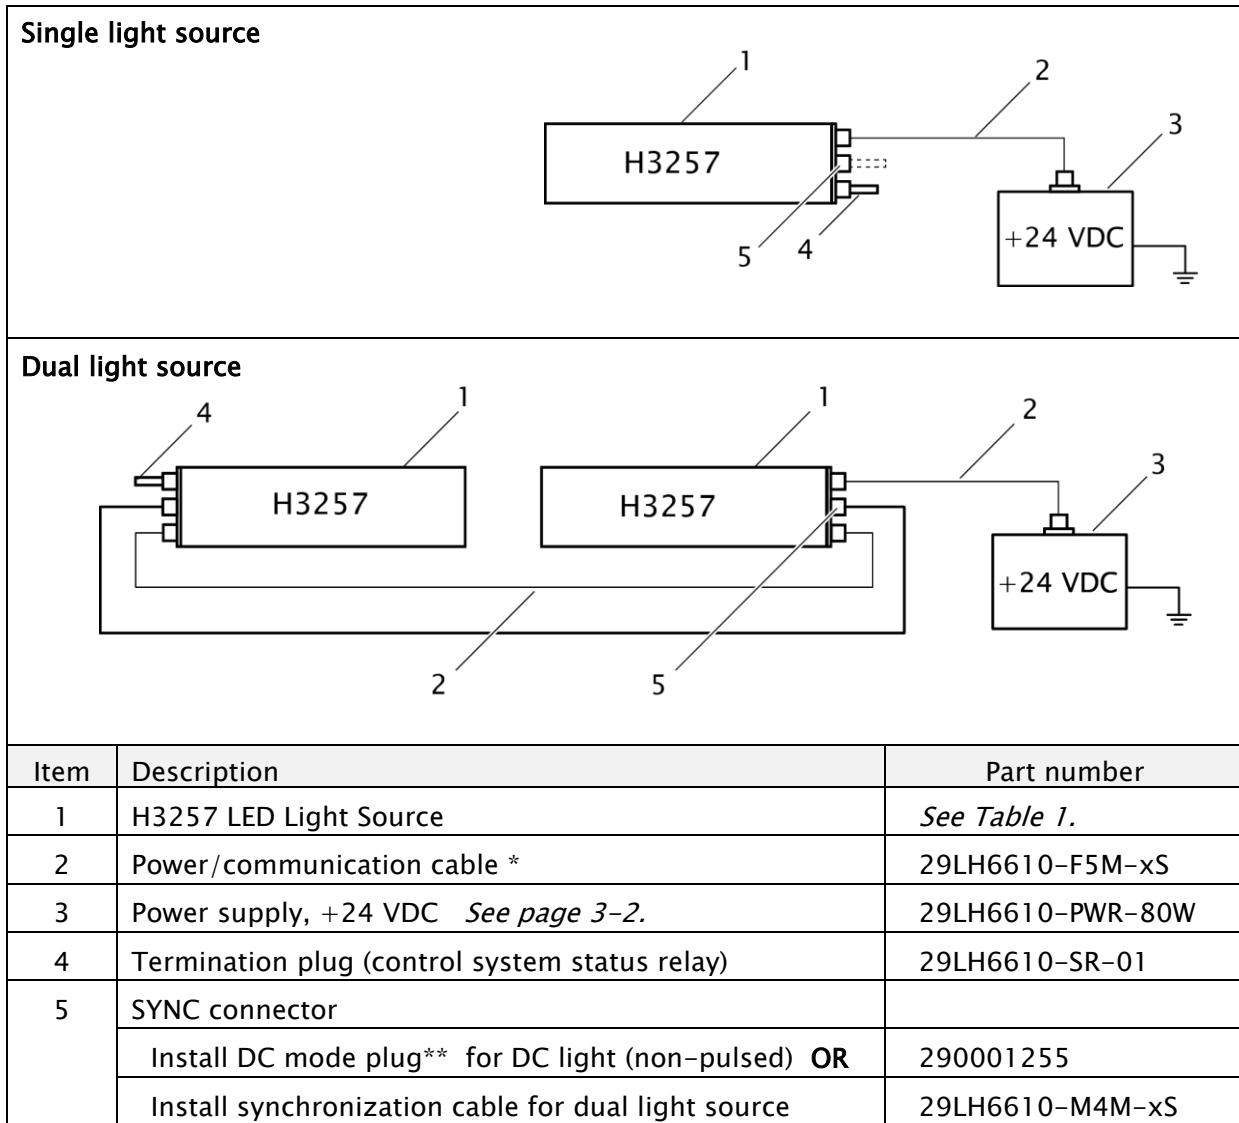 Single light source
1
2
3
H3257
+24 VDC
5
4
Dual light source
4
1
1
2
3
H3257
H3257
+24 VDC
2
5
Item Description Part number
1 H3257 LED Light Source See Table 1.
2 Power/communication cable * 29LH6610-F5M-xS
3 Power supply, +24 VDC See page 3-2. 29LH6610-PWR-80W
4 Termination plug (control system status relay) 29LH6610-SR-01
5 SYNC connector
Install DC mode plug** for DC light (non-pulsed) OR 290001255
Install synchronization cable for dual light source 29LH6610-M4M-xS